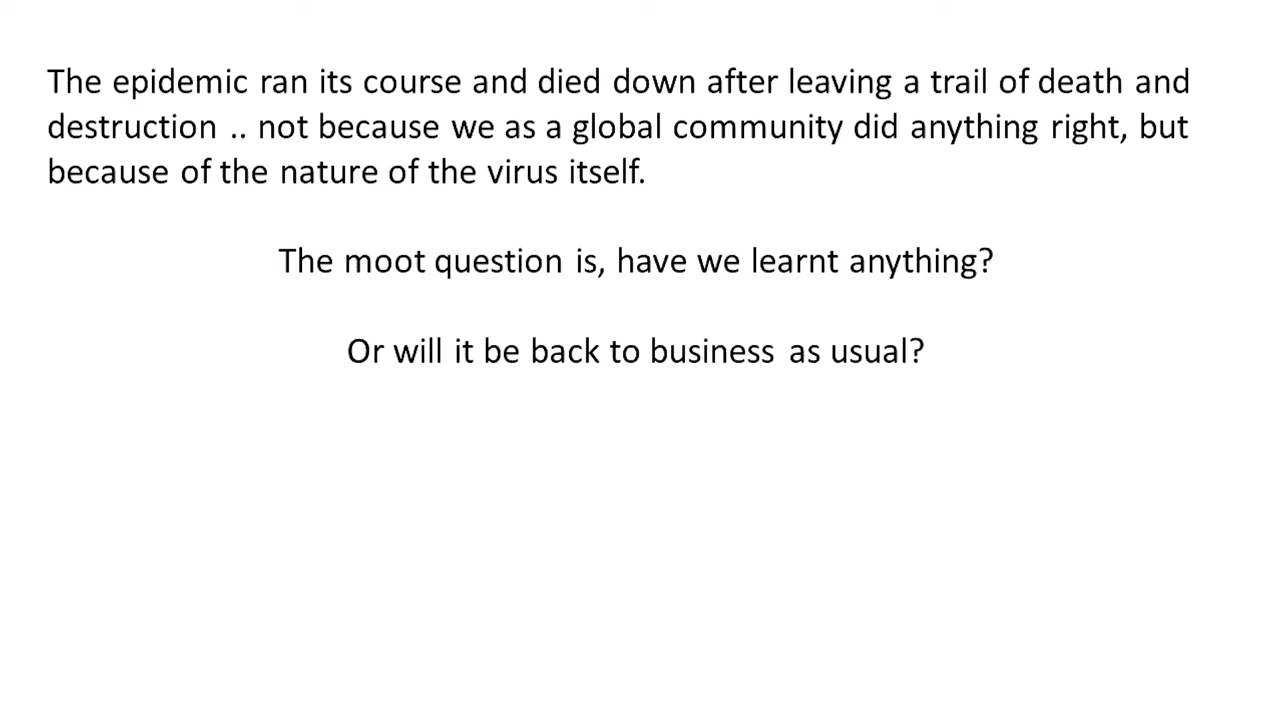 The epidemic ran its course and died down after leaving a trail of death and
destruction .. not because we as a global community did anything right, but
because of the nature of the virus itself.
The moot question is, have we learnt anything?
Or will it be back to business as usual?